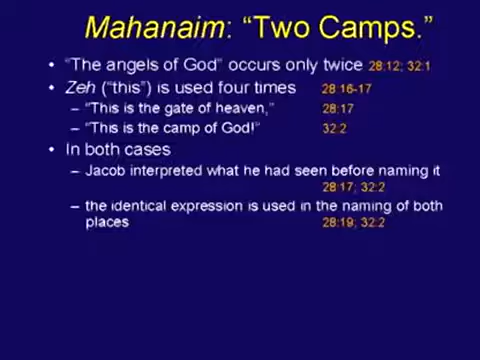 Mahanaim: “Two Camps.”
• “The angels of God” occurs only twice 28:12; 32:1
• Zeh (“this”) is used four times 28:16-17
– “This is the gate of heaven,” 28:17
– “This is the camp of God!” 32:2
• In both cases
– Jacob interpreted what he had seen before naming it
28:17; 32:2
– the identical expression is used in the naming of both
places 28:19; 32:2